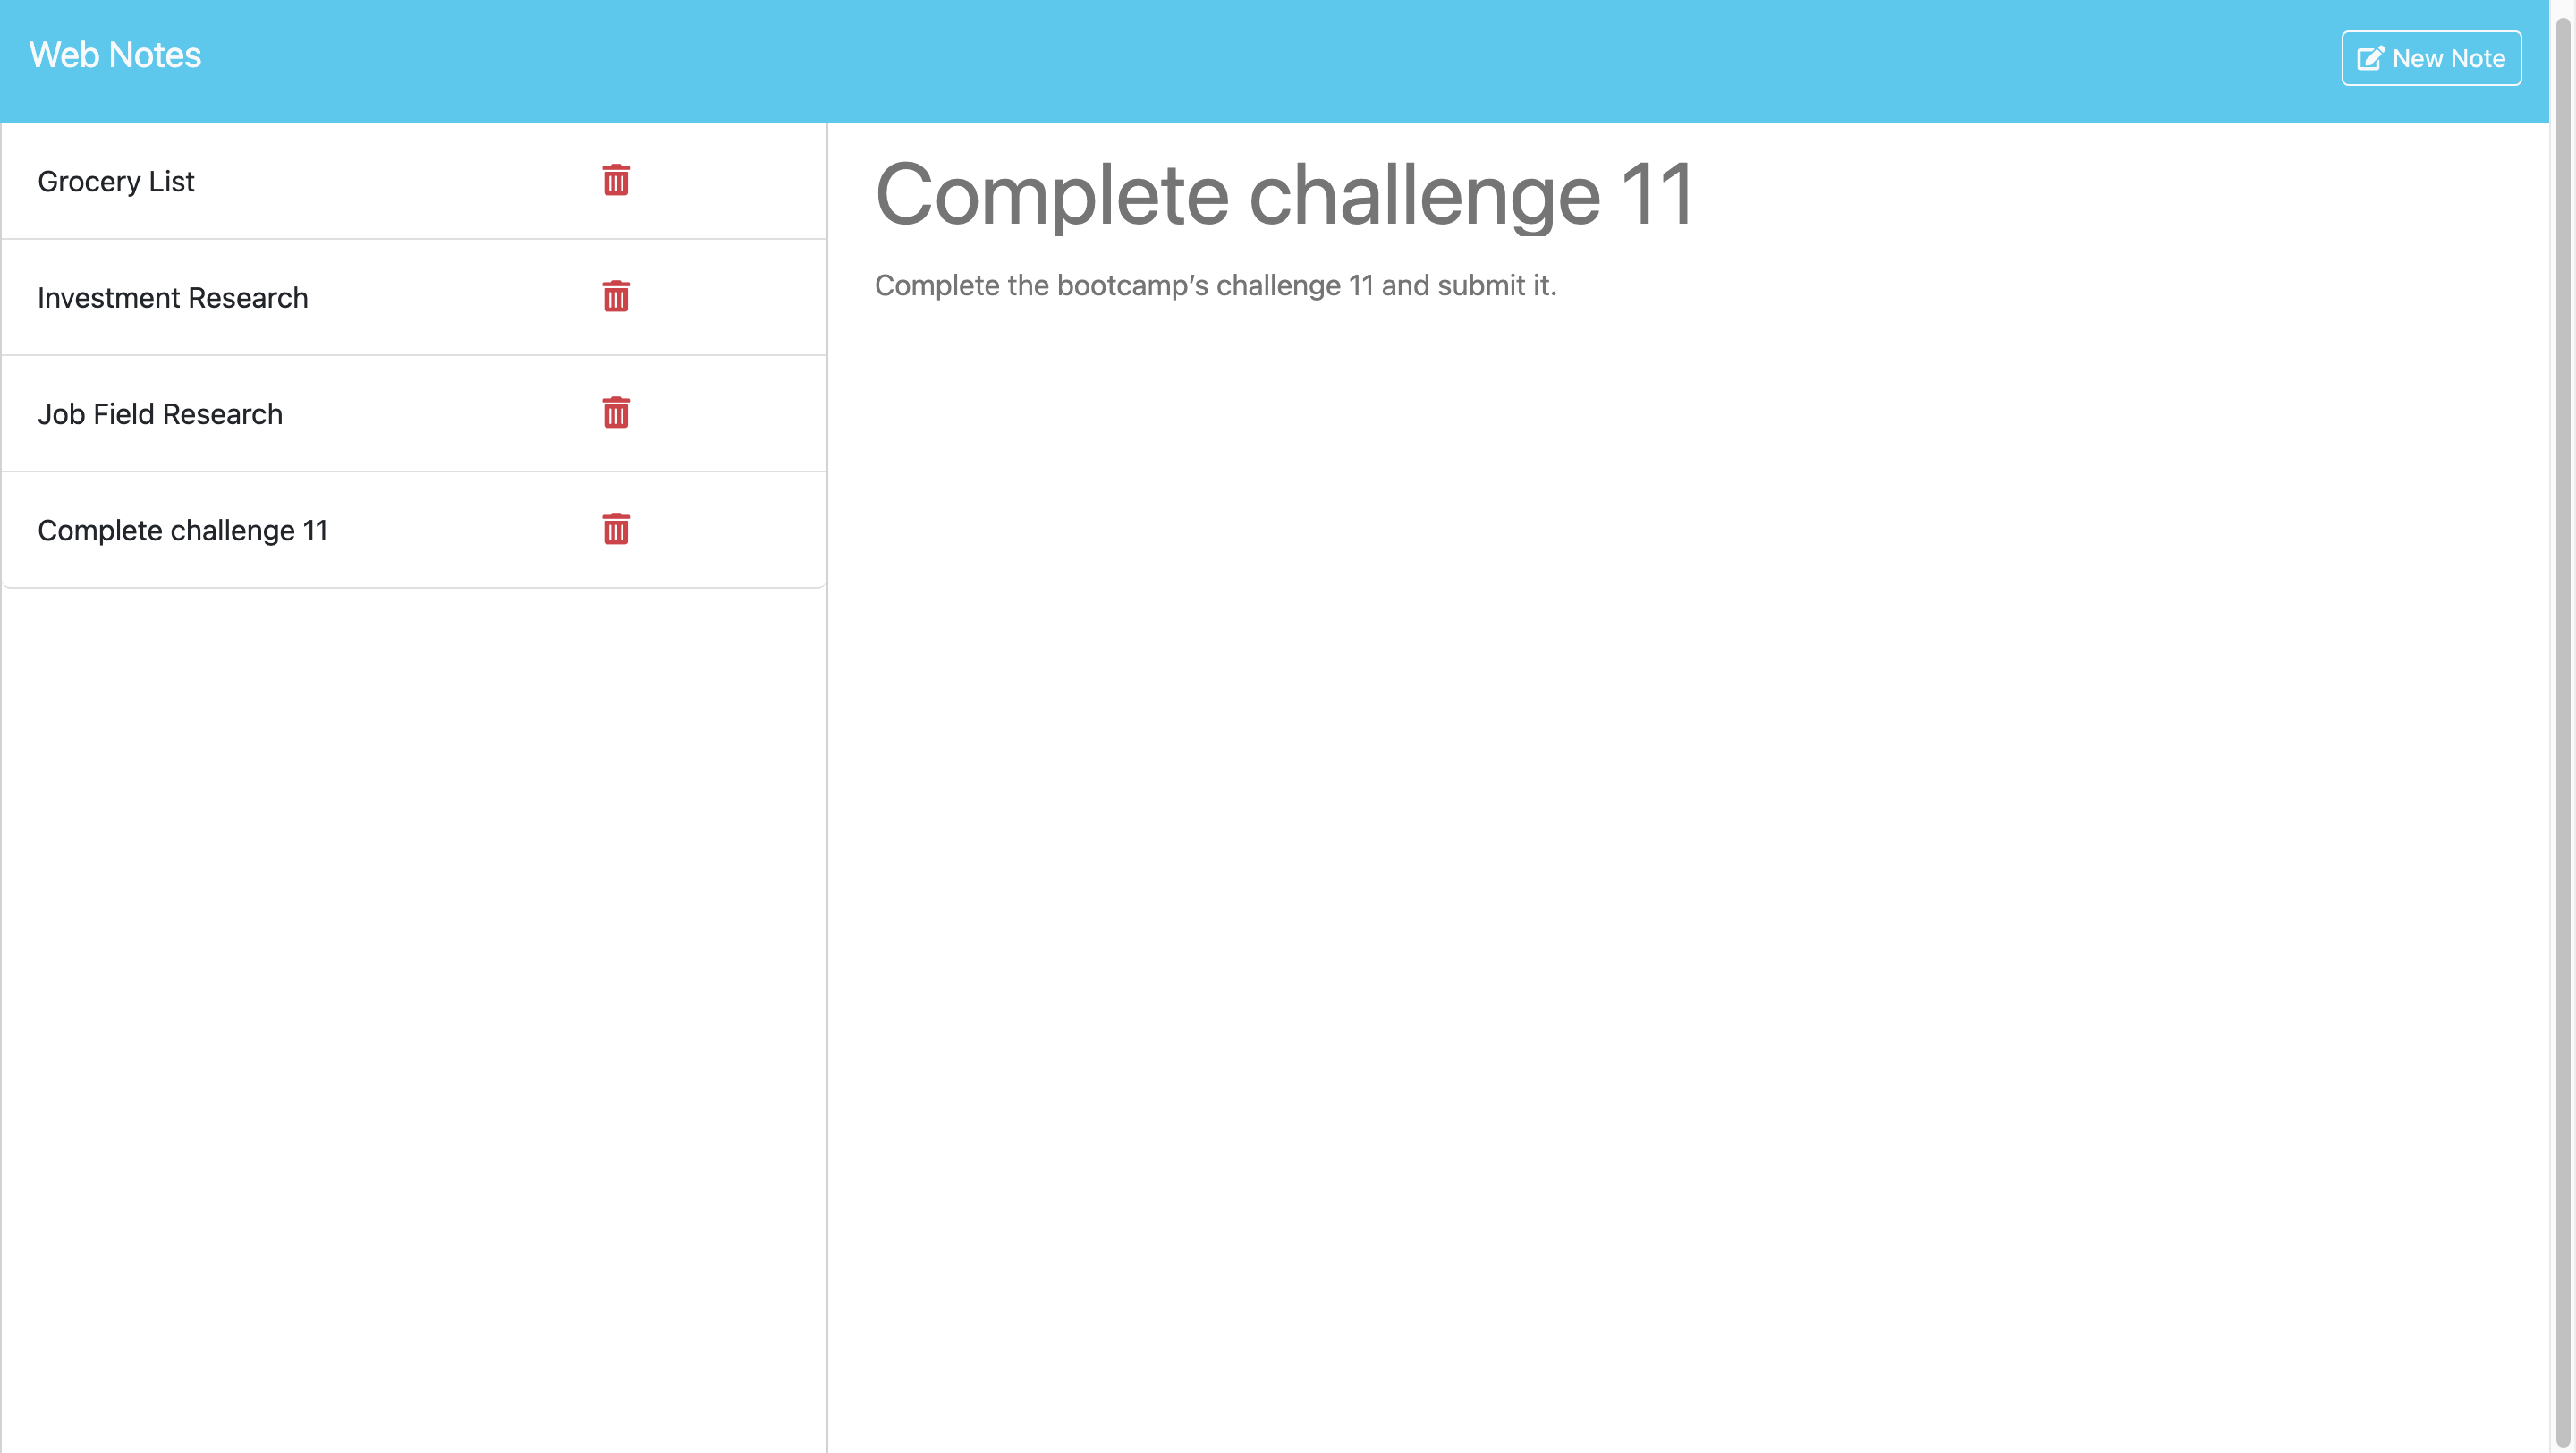 Web Notes
New Note
Grocery List
Investment Research
Job Field Research
Complete challenge 11
Complete challenge 11
Complete the bootcamp’s challenge 11 and submit it.